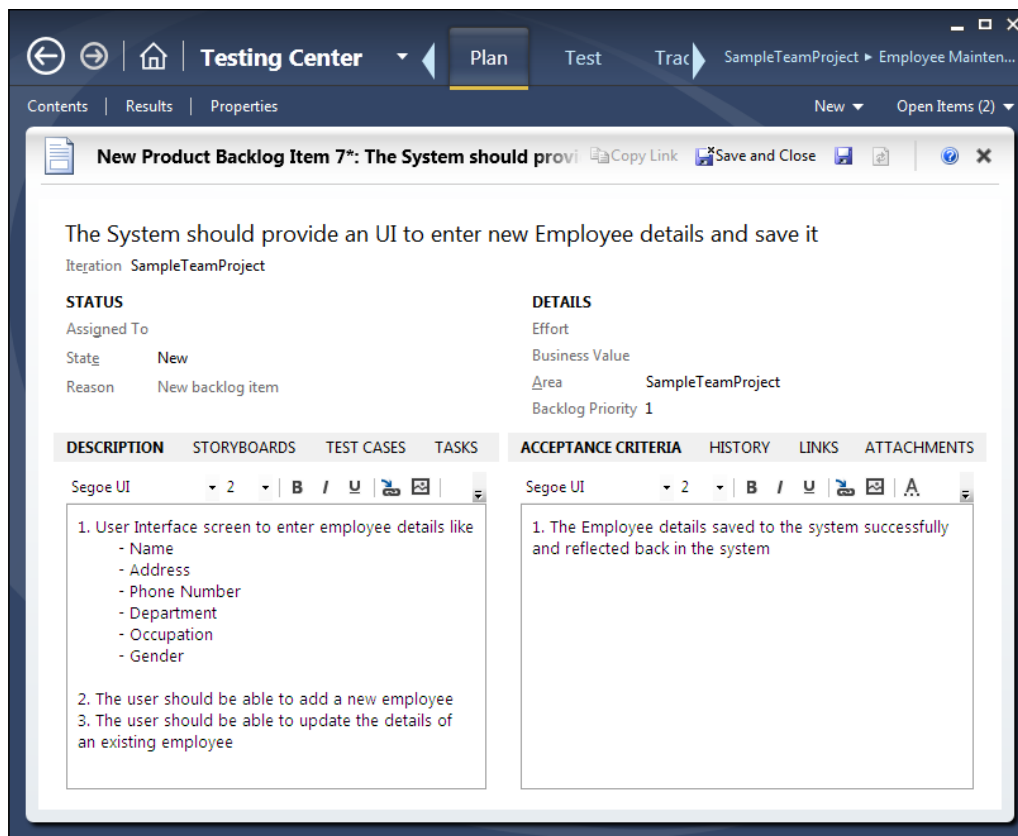 Testing Center
Plan
Test
Trac
SampleTeamProject ▸ Employee Mainten...
Contents | Results | Properties
New
Open Items (2)
New Product Backlog Item 7*: The System should provi
Copy Link
Save and Close
The System should provide an UI to enter new Employee details and save it
Iteration SampleTeamProject
STATUS
Assigned To
State New
Reason New backlog item
DETAILS
Effort
Business Value
Area SampleTeamProject
Backlog Priority 1
DESCRIPTION STORYBOARDS TEST CASES TASKS
Segoe UI 2 B I U
1. User Interface screen to enter employee details like
- Name
- Address
- Phone Number
- Department
- Occupation
- Gender
2. The user should be able to add a new employee
3. The user should be able to update the details of
an existing employee
ACCEPTANCE CRITERIA HISTORY LINKS ATTACHMENTS
Segoe UI 2 B I U A
1. The Employee details saved to the system successfully
and reflected back in the system